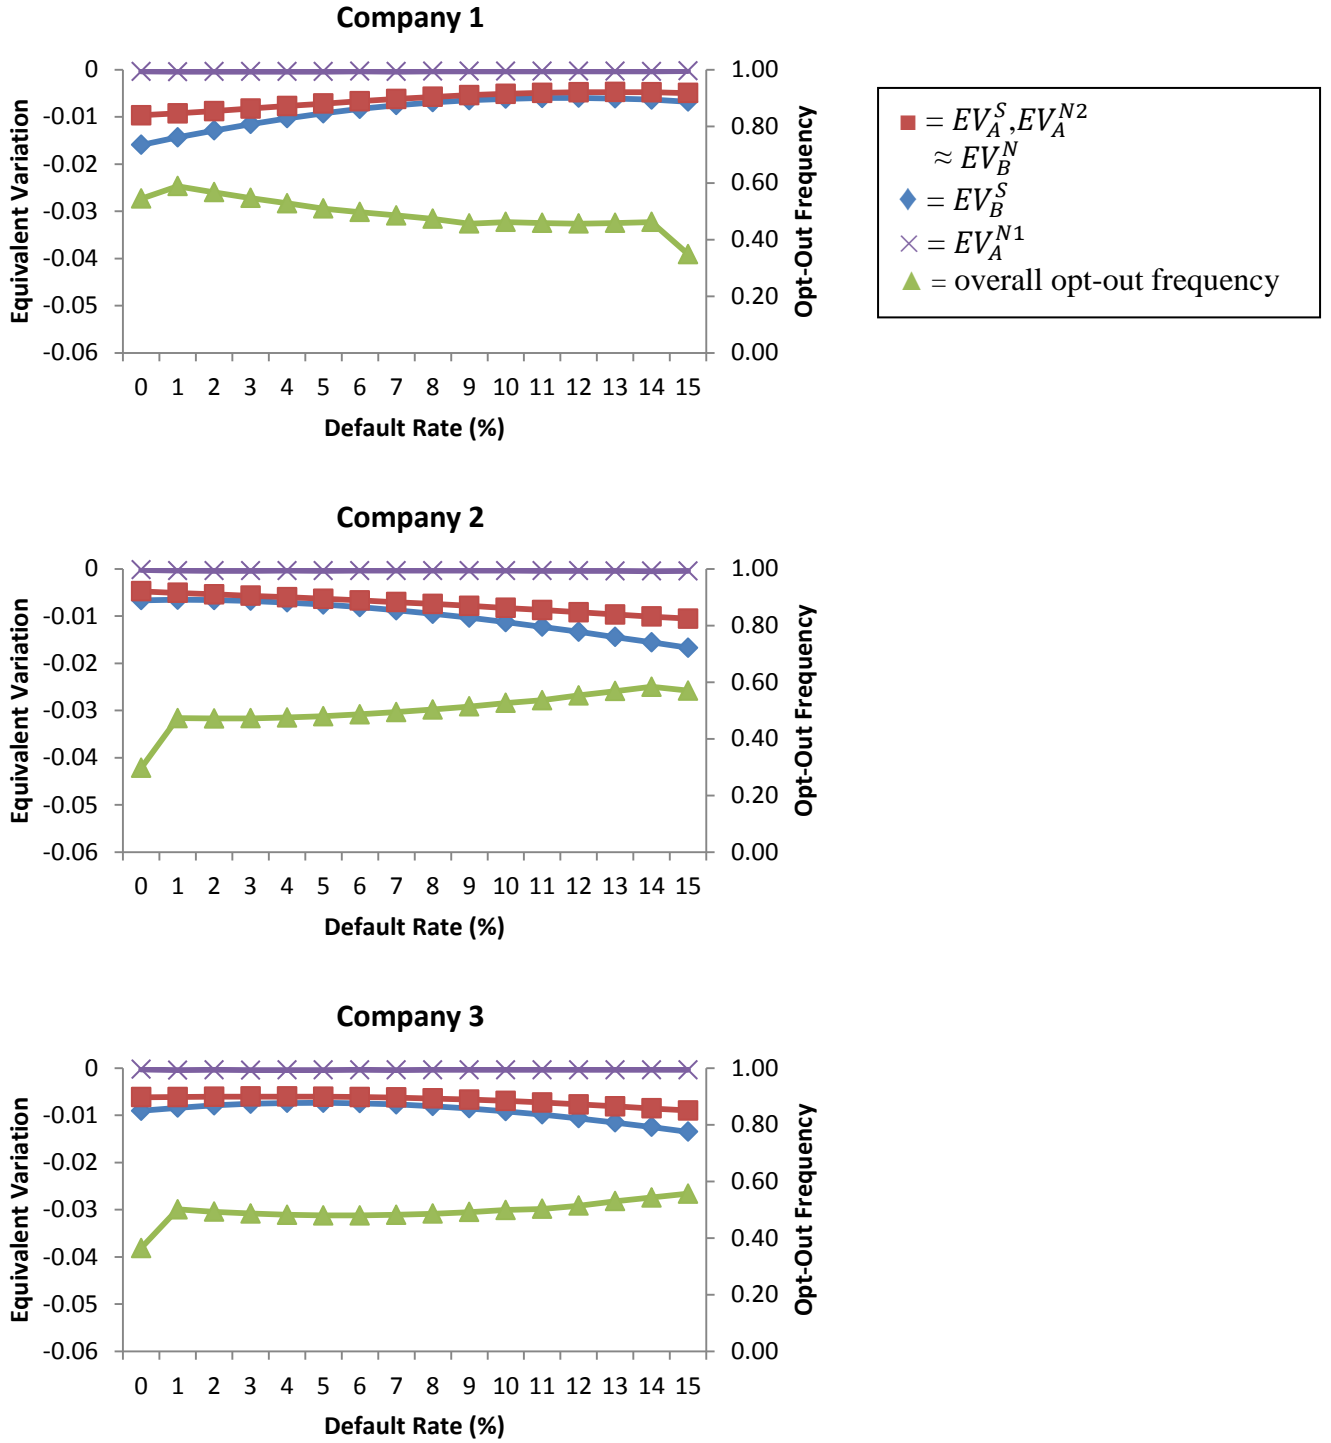 Company 1
Equivalent Variation
0
-0.01
-0.02
-0.03
-0.04
-0.05
-0.06
1.00
0.80
0.60
0.40
0.20
0.00
Opt-Out Frequency
0 1 2 3 4 5 6 7 8 9 10 11 12 13 14 15
Default Rate (%)
= EV_A^S, EV_A^{N2}
≈ EV_B^N
= EV_B^S
= EV_A^{N1}
= overall opt-out frequency
Company 2
Equivalent Variation
0
-0.01
-0.02
-0.03
-0.04
-0.05
-0.06
1.00
0.80
0.60
0.40
0.20
0.00
Opt-Out Frequency
0 1 2 3 4 5 6 7 8 9 10 11 12 13 14 15
Default Rate (%)
Company 3
Equivalent Variation
0
-0.01
-0.02
-0.03
-0.04
-0.05
-0.06
1.00
0.80
0.60
0.40
0.20
0.00
Opt-Out Frequency
0 1 2 3 4 5 6 7 8 9 10 11 12 13 14 15
Default Rate (%)